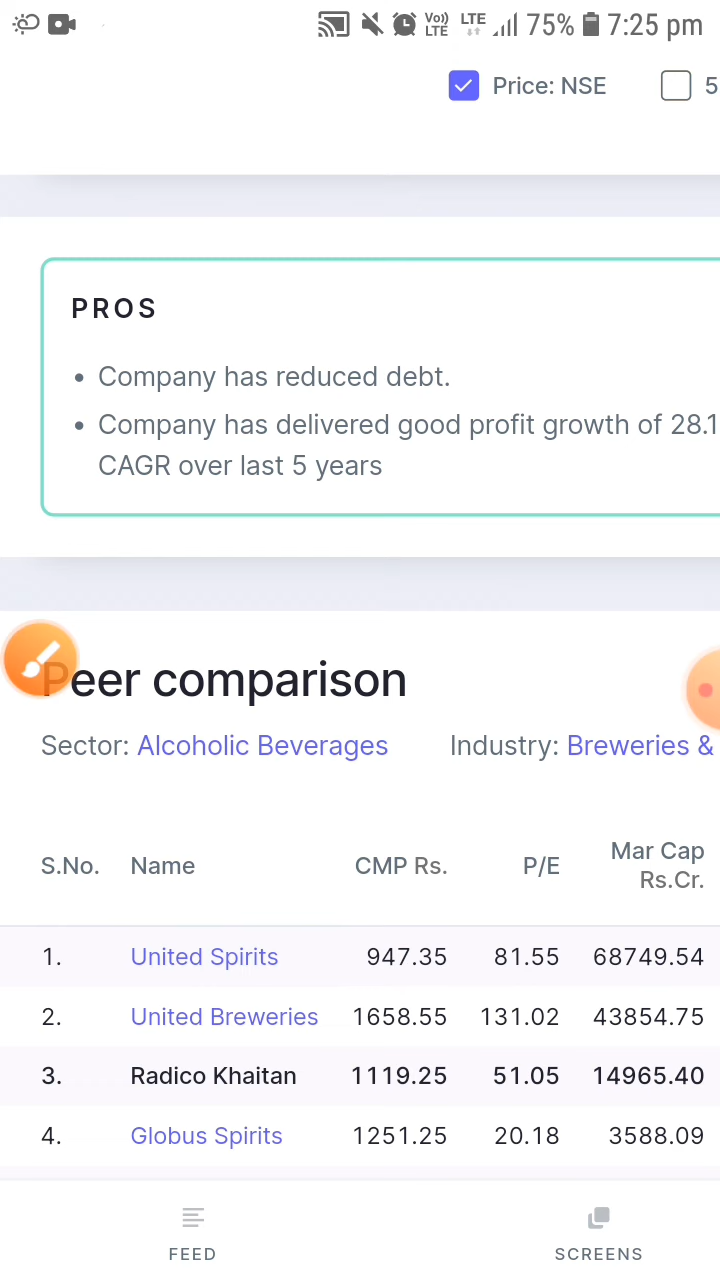 Vo)) LTE LTE 75% 7:25 pm
Price: NSE 5
PROS
• Company has reduced debt.
• Company has delivered good profit growth of 28.1
CAGR over last 5 years
Peer comparison
Sector: Alcoholic Beverages Industry: Breweries &
S.No. Name CMP Rs. P/E Mar Cap Rs.Cr.
1. United Spirits 947.35 81.55 68749.54
2. United Breweries 1658.55 131.02 43854.75
3. Radico Khaitan 1119.25 51.05 14965.40
4. Globus Spirits 1251.25 20.18 3588.09
FEED SCREENS